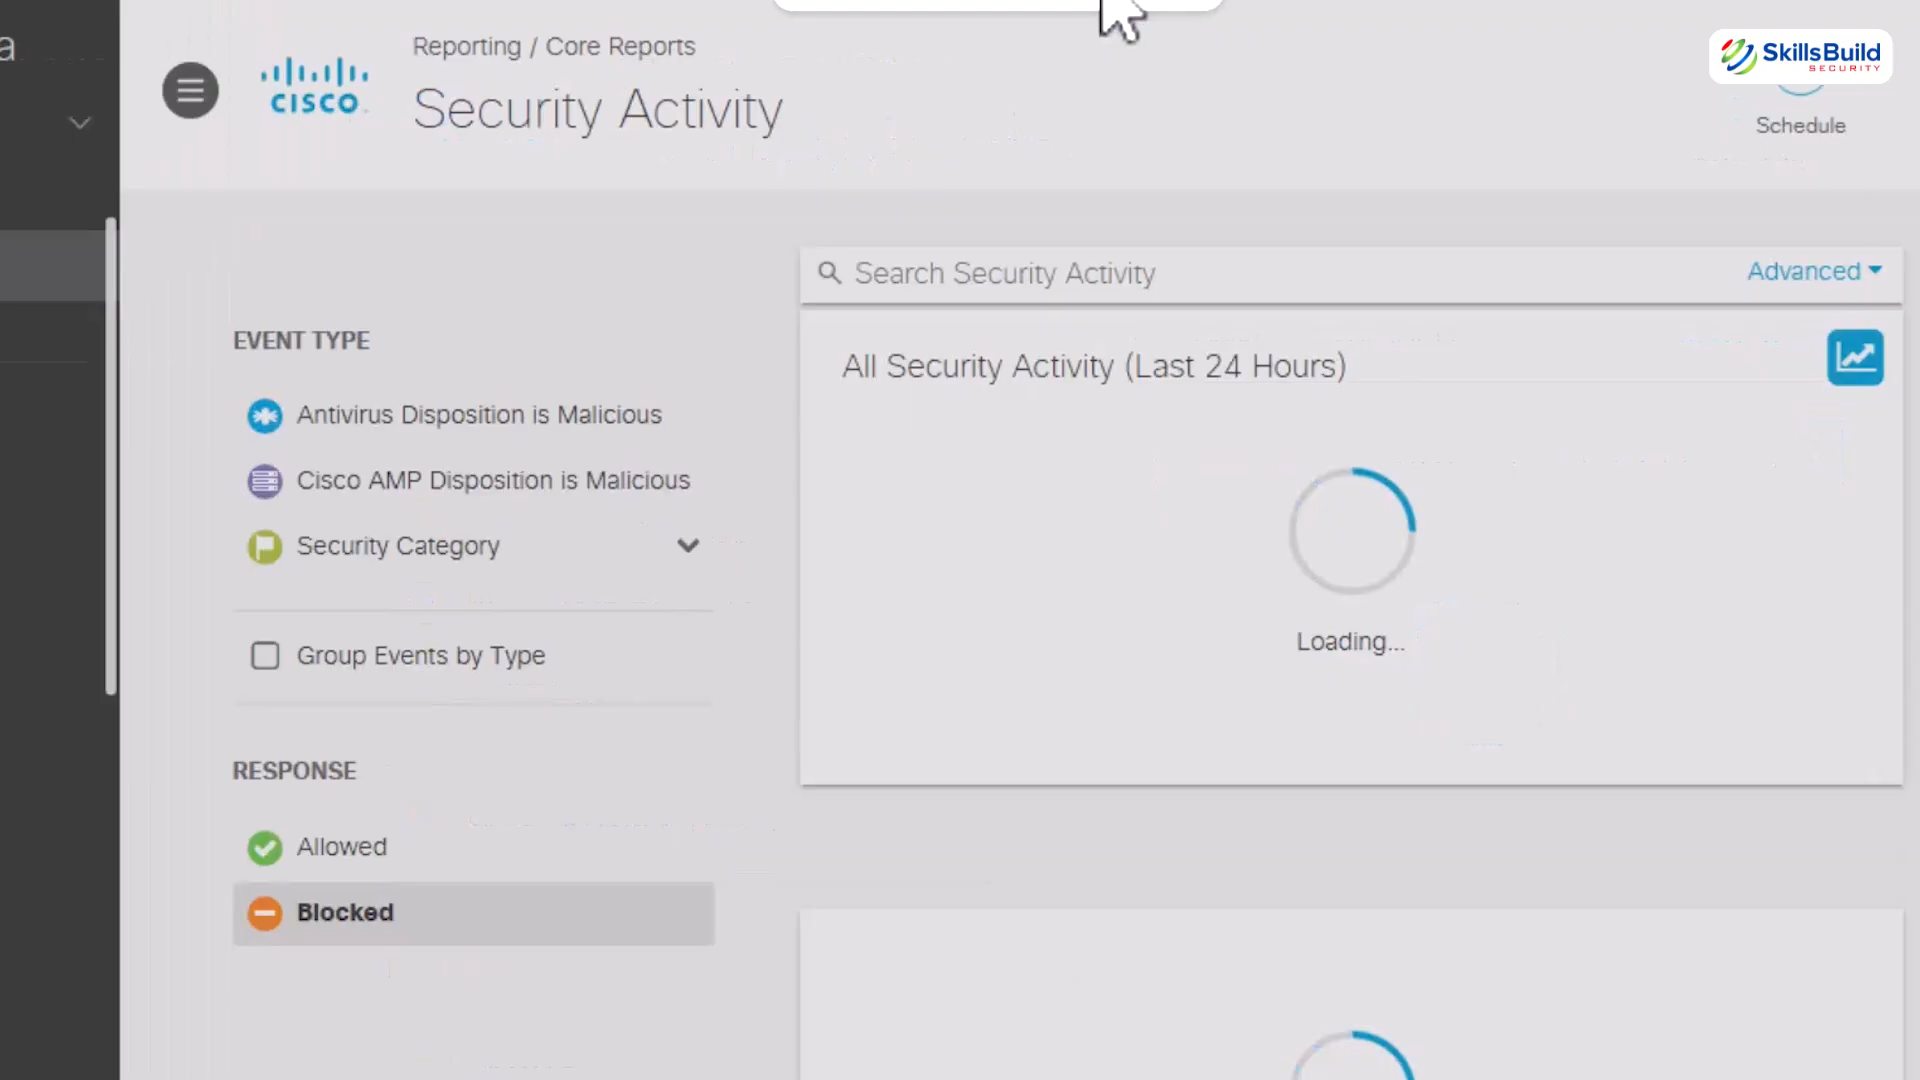 a
Reporting / Core Reports
CISCO
Security Activity
SkillsBuild
SECURITY
Schedule
Search Security Activity
Advanced
EVENT TYPE
All Security Activity (Last 24 Hours)
Antivirus Disposition is Malicious
Cisco AMP Disposition is Malicious
Security Category
Group Events by Type
Loading...
RESPONSE
Allowed
Blocked